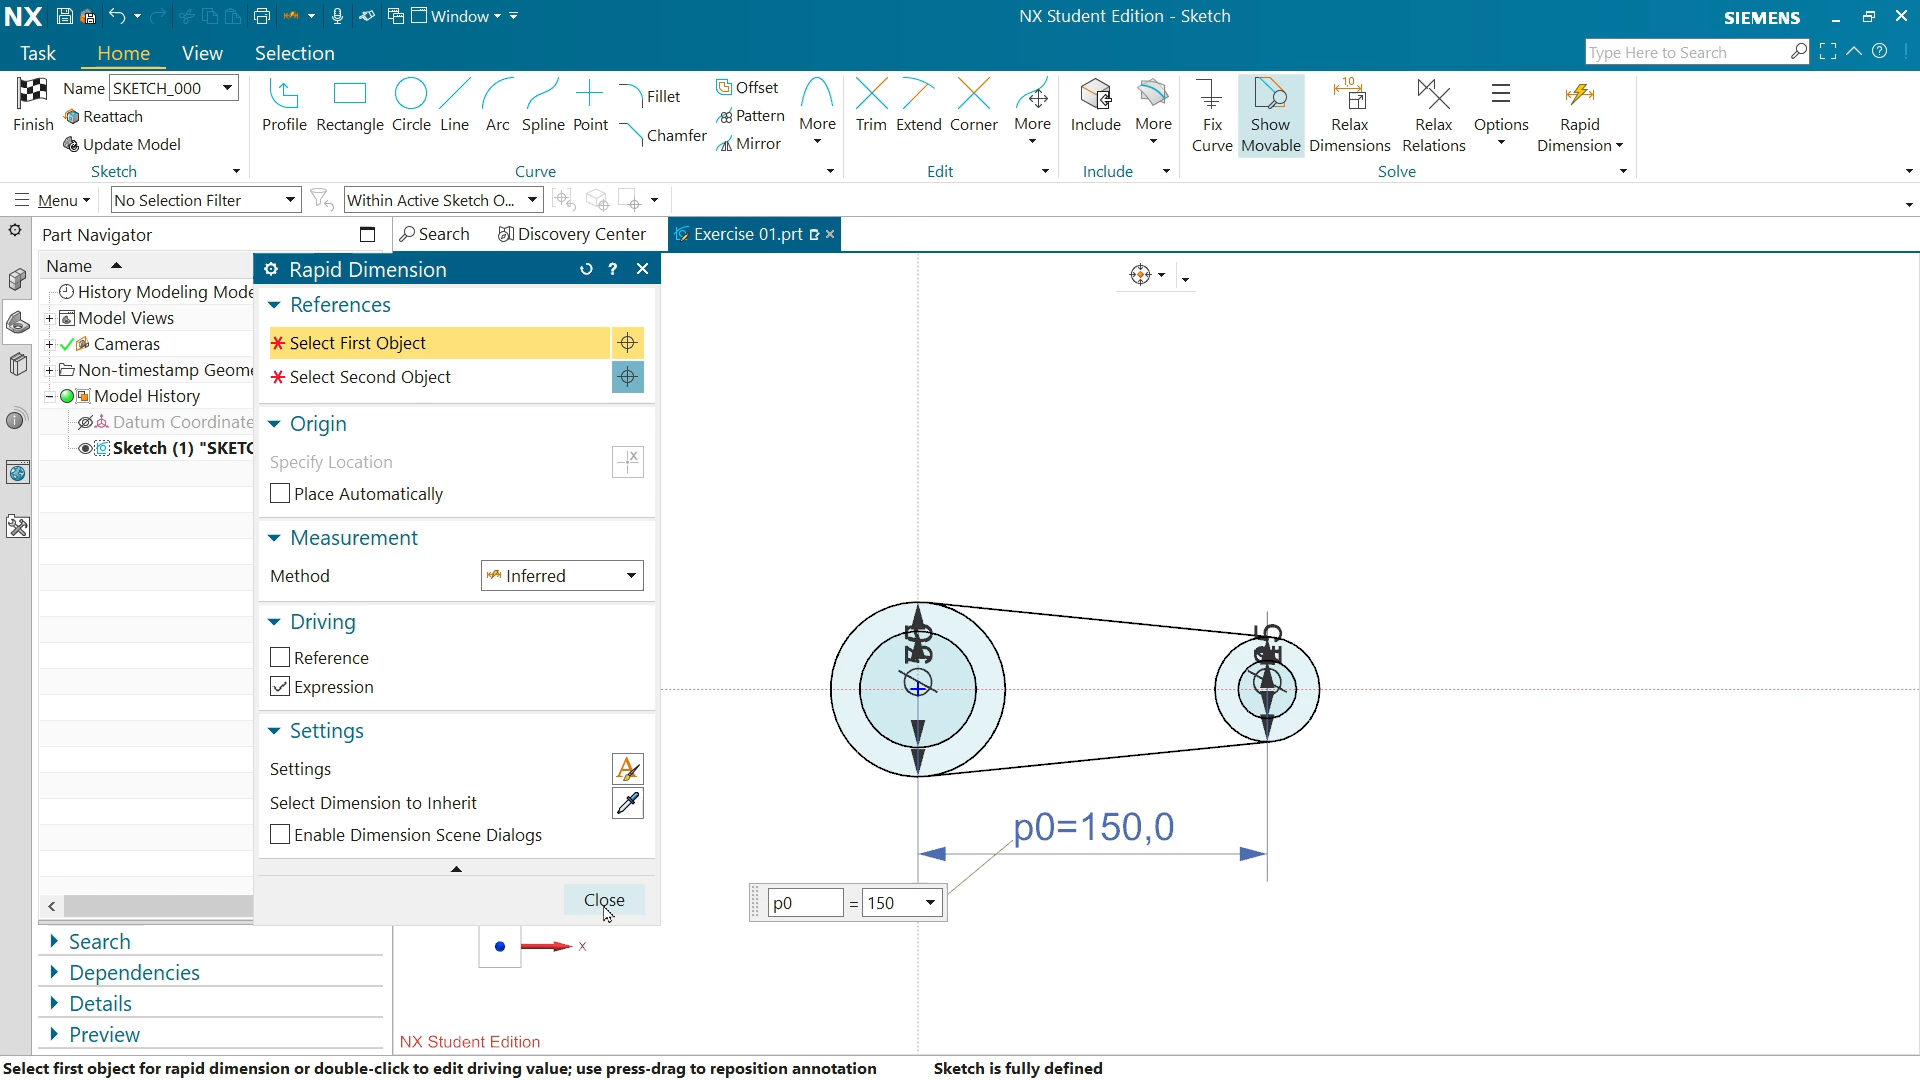 NX Window NX Student Edition - Sketch SIEMENS
Task Home View Selection Type Here to Search
Name SKETCH_000
Reattach
Update Model
Finish
Sketch
Profile Rectangle Circle Line Arc Spline Point
Fillet
Chamfer
Offset
Pattern
Mirror
More
Curve
Trim Extend Corner More
Edit
Include More
Include
Fix Curve
Show Movable
Relax Dimensions
Relax Relations
Options
Rapid Dimension
Solve
Menu No Selection Filter Within Active Sketch O...
Part Navigator
Search Discovery Center Exercise 01.prt
Name
History Modeling Mode
Model Views
Cameras
Non-timestamp Geome
Model History
Datum Coordinate
Sketch (1) "SKETC
Search
Dependencies
Details
Preview
Rapid Dimension
References
Select First Object
Select Second Object
Origin
Specify Location
Place Automatically
Measurement
Method Inferred
Driving
Reference
Expression
Settings
Settings
Select Dimension to Inherit
Enable Dimension Scene Dialogs
Close
p0=150,0
p0 = 150
X
NX Student Edition
Select first object for rapid dimension or double-click to edit driving value; use press-drag to reposition annotation Sketch is fully defined